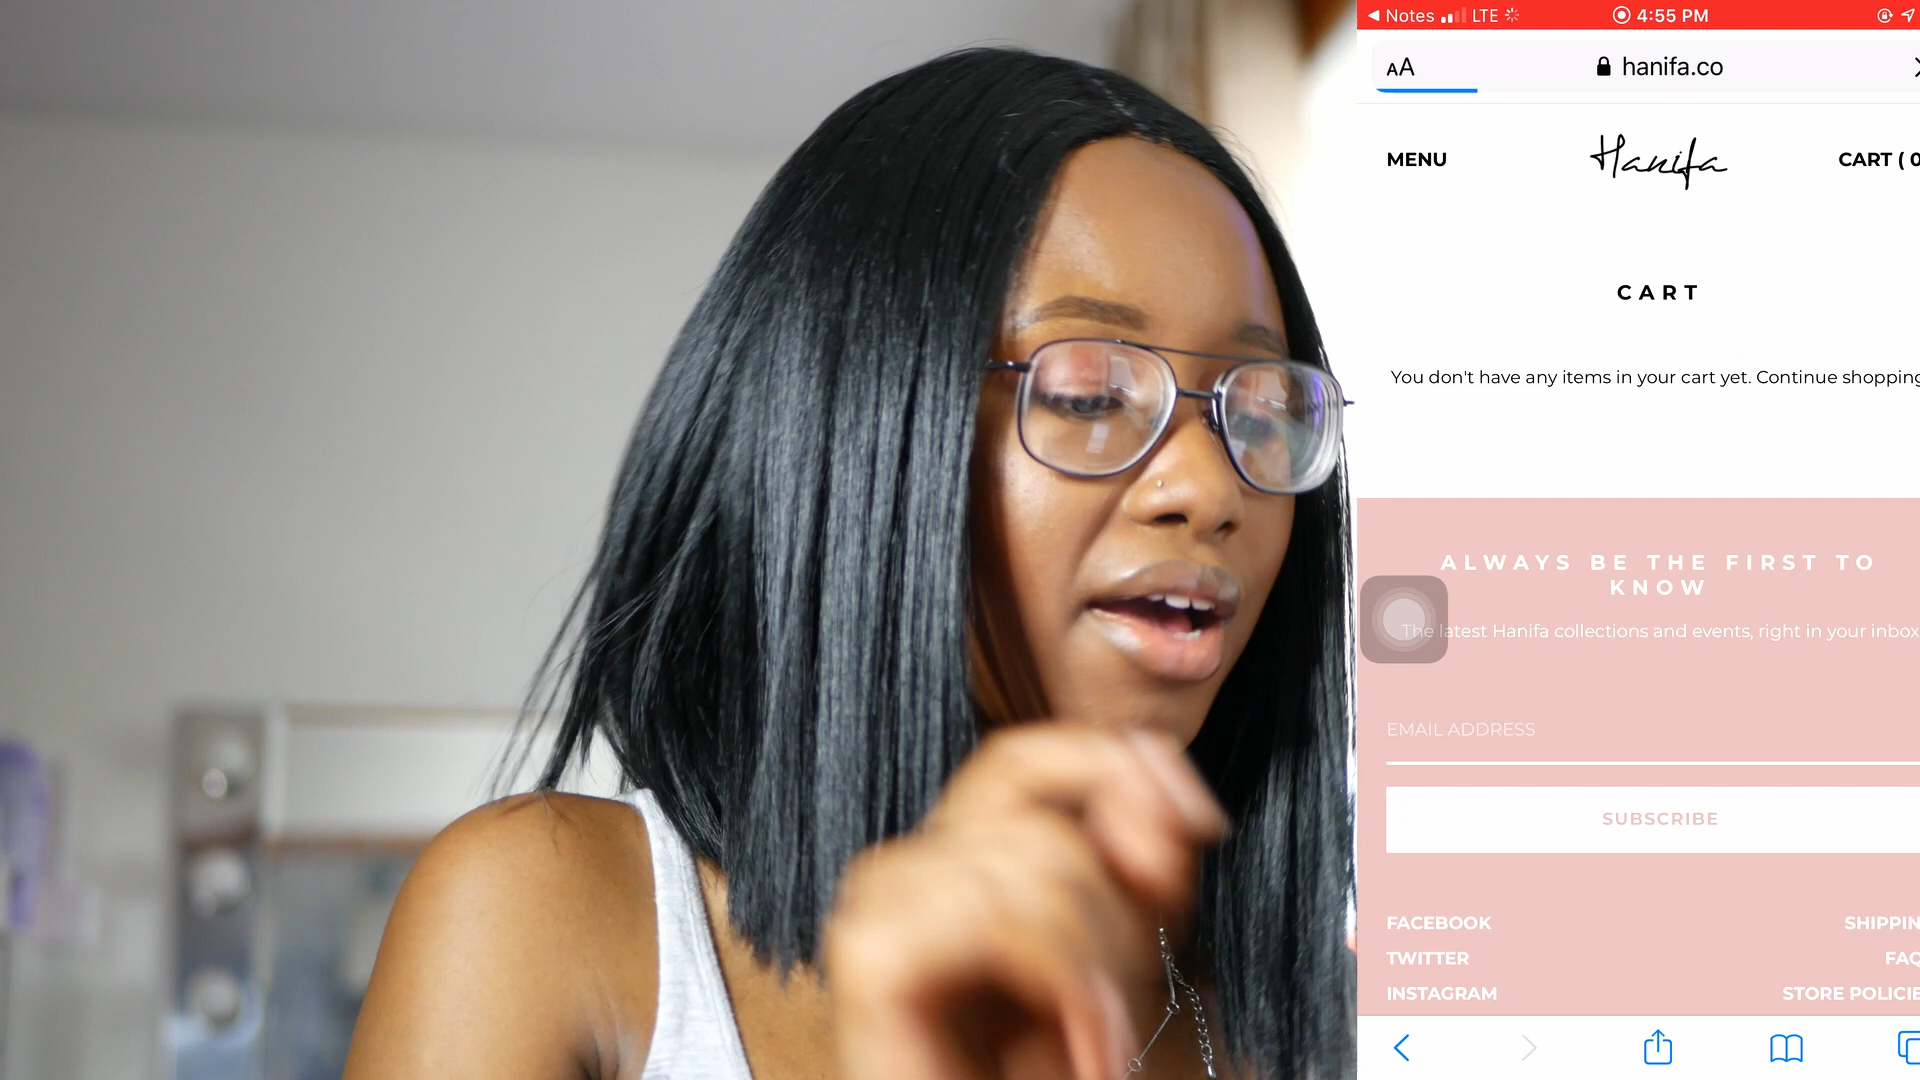 Notes LTE 4:55 PM
AA hanifa.co
MENU Hanifa CART ( 0
CART
You don't have any items in your cart yet. Continue shopping
ALWAYS BE THE FIRST TO
KNOW
The latest Hanifa collections and events, right in your inbox
EMAIL ADDRESS
SUBSCRIBE
FACEBOOK SHIPPIN
TWITTER FAQ
INSTAGRAM STORE POLICIE